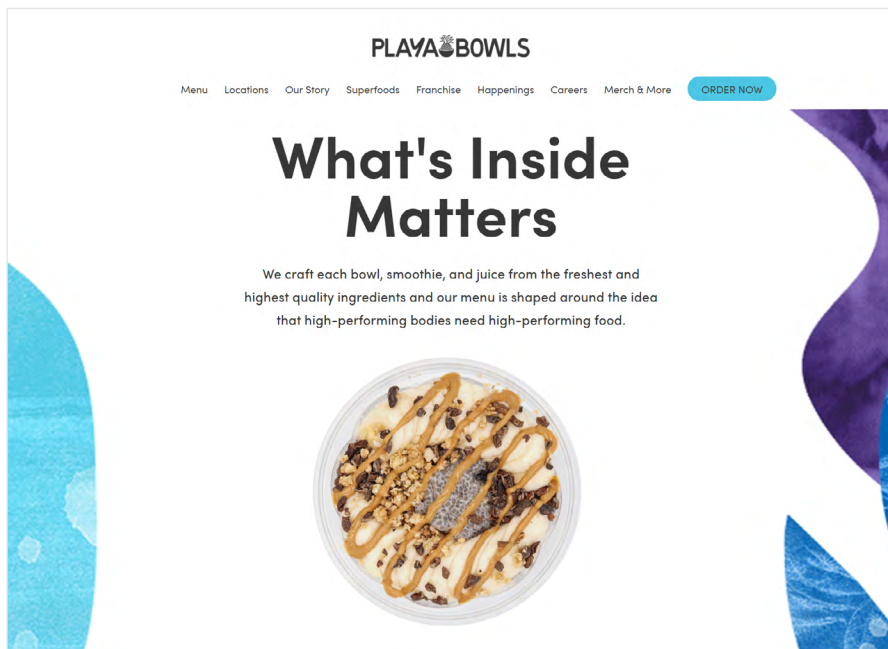 PLAYA BOWLS
Menu Locations Our Story Superfoods Franchise Happenings Careers Merch & More ORDER NOW
What's Inside
Matters
We craft each bowl, smoothie, and juice from the freshest and
highest quality ingredients and our menu is shaped around the idea
that high-performing bodies need high-performing food.